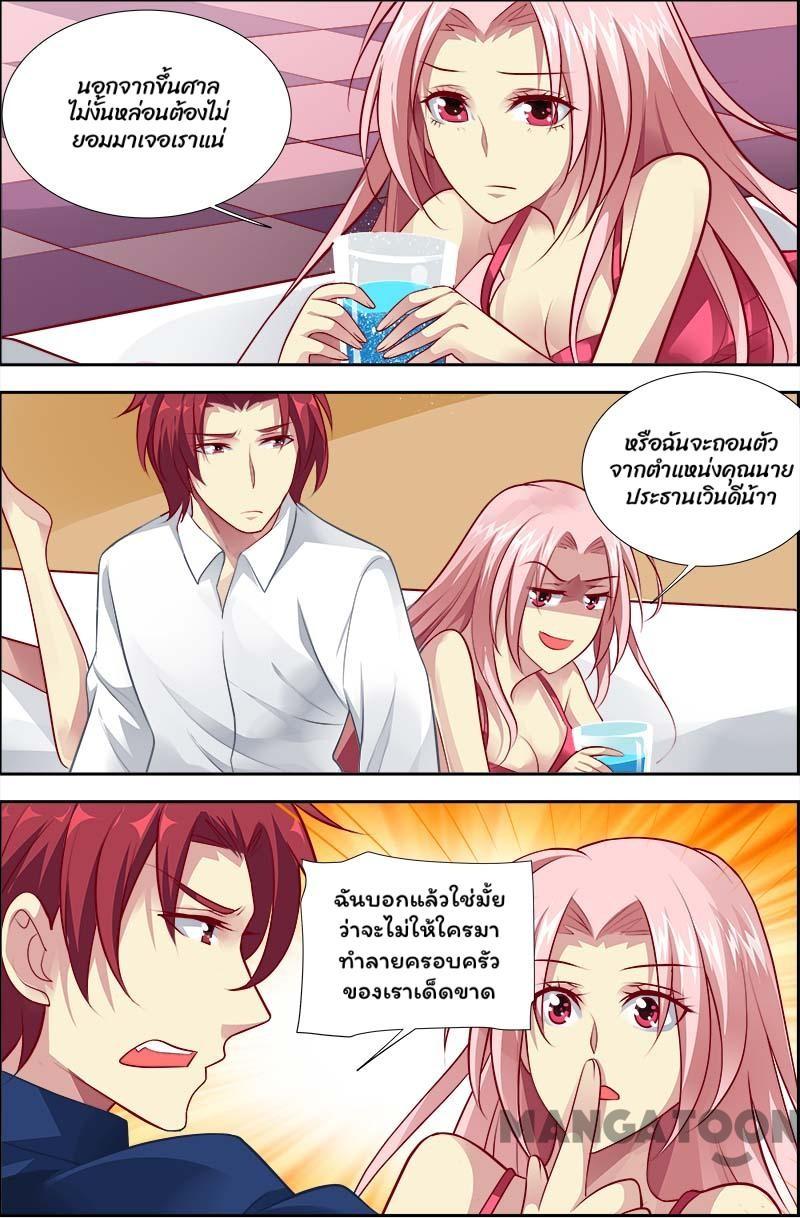 นอกจากขึ้นศาล
ไม่งั้นหล่อนต้องไม่
ยอมมาเจอเราแน่
หรือฉันจะถอนตัว
จากตำแหน่งคุณนาย
ประธานเวินดีน้าา
ฉันบอกแล้วใช่มั้ย
ว่าจะไม่ให้ใครมา
ทำลายครอบครัว
ของเราเด็ดขาด
MANGATOON